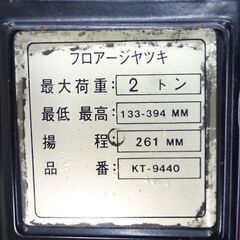 フロアージヤツキ
最大荷重: 2 トン
最低 最高: 133-394 MM
揚 程: 261 MM
品 番: KT-9440